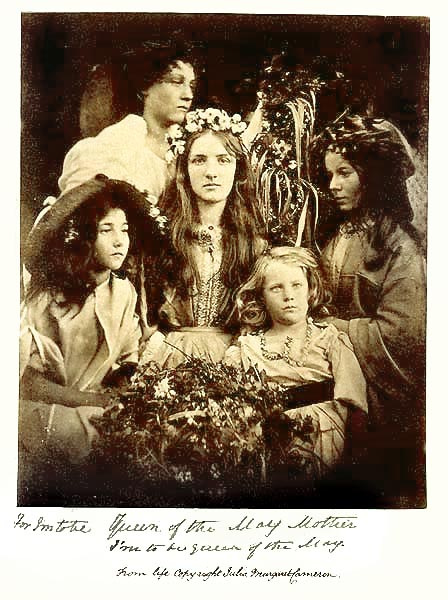 For I'm to be Queen of the May Mother
I'm to be Queen of the May.
From life Copyright Julia Margaret Cameron.